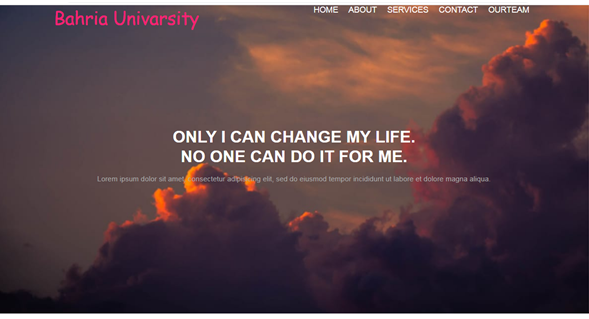 Bahria Univarsity
HOME ABOUT SERVICES CONTACT OURTEAM
ONLY I CAN CHANGE MY LIFE.
NO ONE CAN DO IT FOR ME.
Lorem ipsum dolor sit amet, consectetur adipiscing elit, sed do eiusmod tempor incididunt ut labore et dolore magna aliqua.